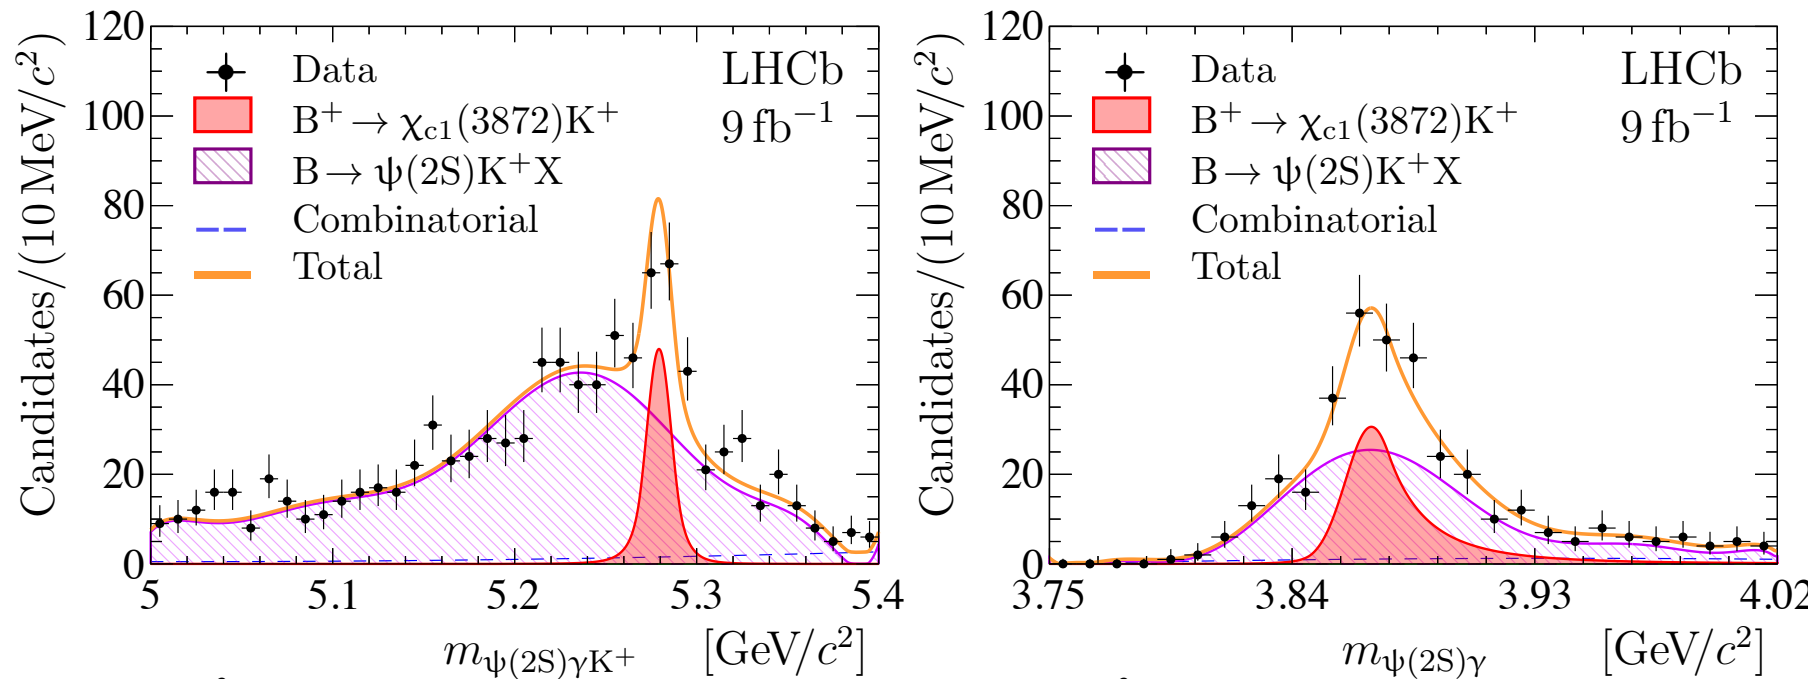 Candidates/(10 MeV/c²)
120
100
80
60
40
20
0
Data
B⁺ → χc1(3872)K⁺
B → ψ(2S)K⁺X
Combinatorial
Total
LHCb
9 fb⁻¹
5 5.1 5.2 5.3 5.4
mψ(2S)γK⁺ [GeV/c²]
Candidates/(10 MeV/c²)
120
100
80
60
40
20
0
Data
B⁺ → χc1(3872)K⁺
B → ψ(2S)K⁺X
Combinatorial
Total
LHCb
9 fb⁻¹
3.75 3.84 3.93 4.02
mψ(2S)γ [GeV/c²]